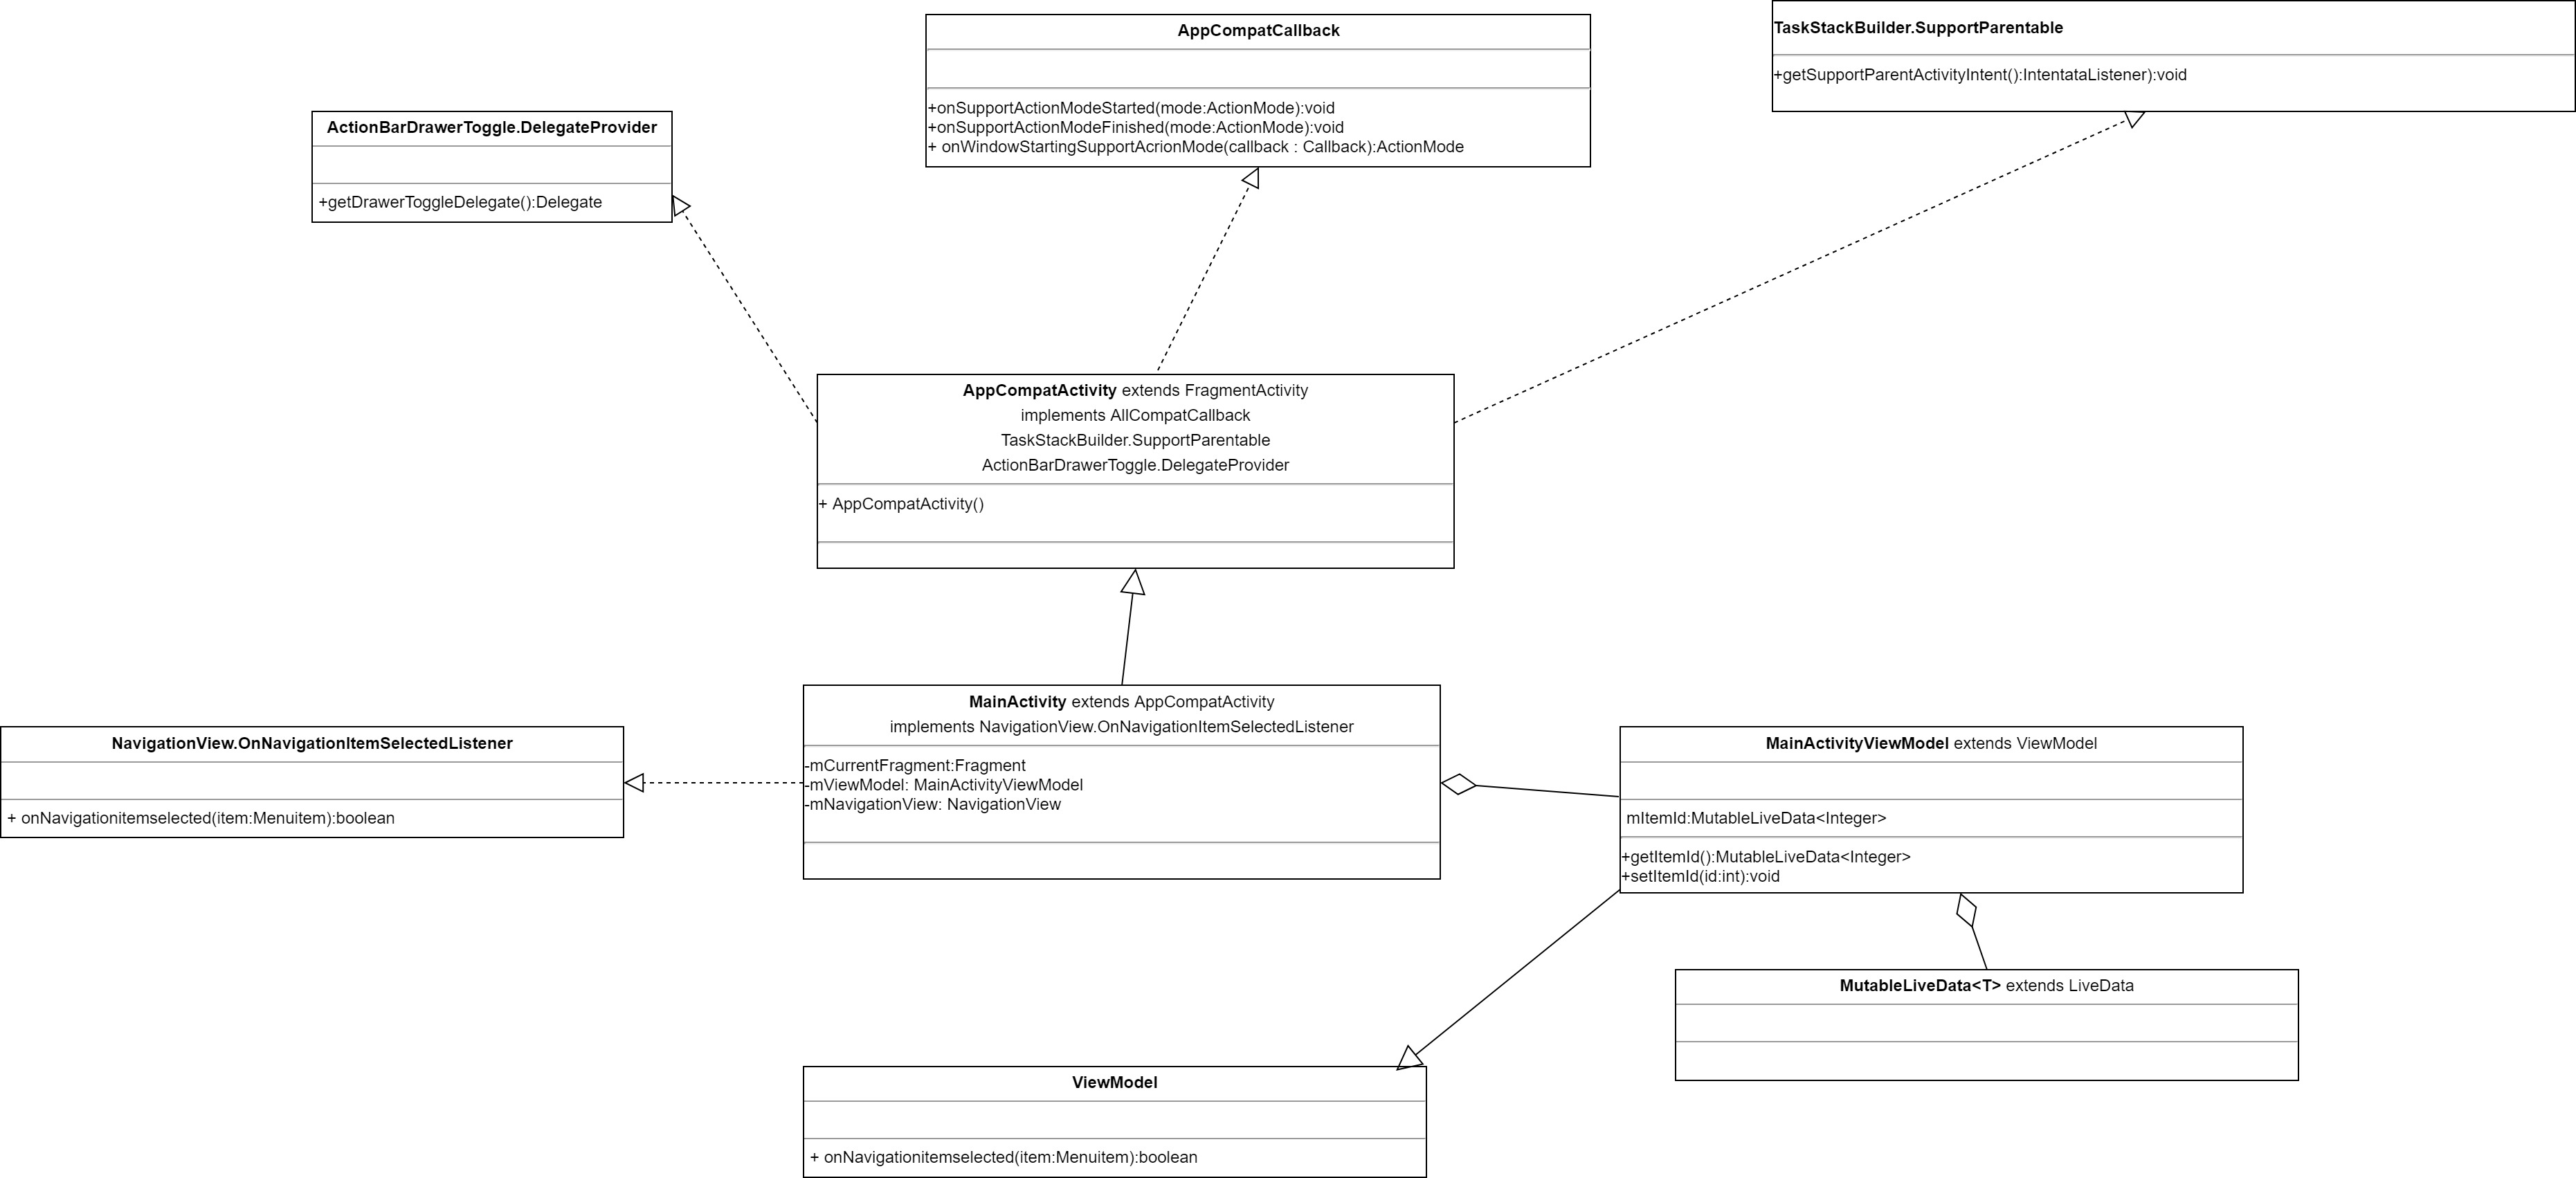 AppCompatCallback
+onSupportActionModeStarted(mode:ActionMode):void
+onSupportActionModeFinished(mode:ActionMode):void
+ onWindowStartingSupportAcrionMode(callback : Callback):ActionMode
TaskStackBuilder.SupportParentable
+getSupportParentActivityIntent():IntentataListener):void
ActionBarDrawerToggle.DelegateProvider
+getDrawerToggleDelegate():Delegate
AppCompatActivity extends FragmentActivity
implements AllCompatCallback
TaskStackBuilder.SupportParentable
ActionBarDrawerToggle.DelegateProvider
+ AppCompatActivity()
NavigationView.OnNavigationItemSelectedListener
+ onNavigationitemselected(item:Menuitem):boolean
MainActivity extends AppCompatActivity
implements NavigationView.OnNavigationItemSelectedListener
-mCurrentFragment:Fragment
-mViewModel: MainActivityViewModel
-mNavigationView: NavigationView
MainActivityViewModel extends ViewModel
mItemId:MutableLiveData<Integer>
+getItemId():MutableLiveData<Integer>
+setItemId(id:int):void
MutableLiveData<T> extends LiveData
ViewModel
+ onNavigationitemselected(item:Menuitem):boolean